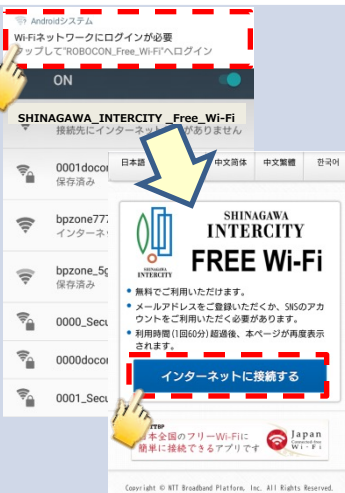 Androidシステム
Wi-Fiネットワークにログインが必要
タップして"ROBOCON_Free_Wi-Fi"へログイン
ON
SHINAGAWA_INTERCITY _Free_Wi-Fi
接続先にインターネット がありません
0001docor
保存済み
bpzone777
インターネッ
bpzone_5g
保存済み
0000_Secu
0000docor
0001_Secu
日本語
中文简体
中文繁體
한국어
SHINAGAWA
INTERCITY
FREE Wi-Fi
SHINAGAWA
INTERCITY
無料でご利用いただけます。
メールアドレスをご登録いただくか、SNSのアカ
ウントをご利用いただく必要があります。
利用時間(1回60分)超過後、本ページが再度表示
されます。
インターネットに接続する
NTTBP
日本全国のフリーWi-Fiに
簡単に接続できるアプリです
Japan
Connected-free
Wi-Fi
Copyright © NTT Broadband Platform, Inc. All Rights Reserved.